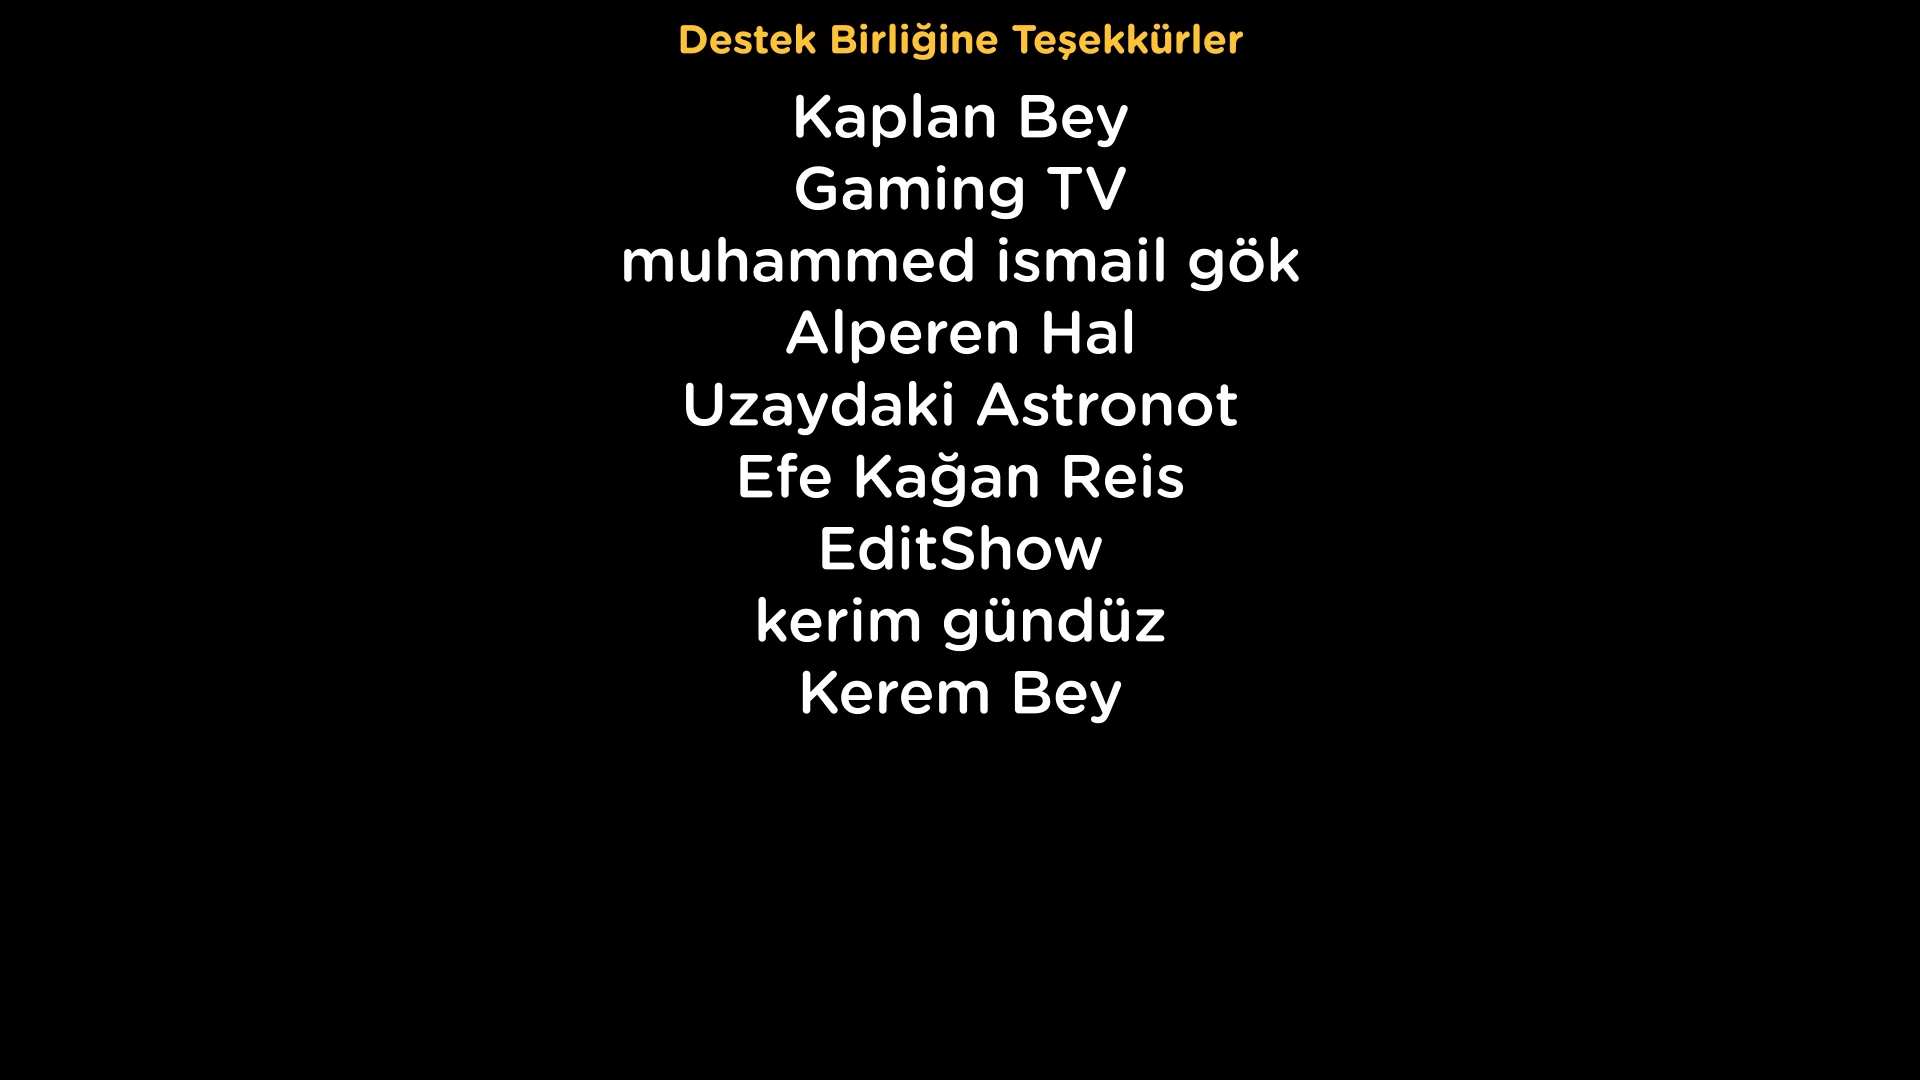 Destek Birliğine Teşekkürler
Kaplan Bey
Gaming TV
muhammed ismail gök
Alperen Hal
Uzaydaki Astronot
Efe Kağan Reis
EditShow
kerim gündüz
Kerem Bey